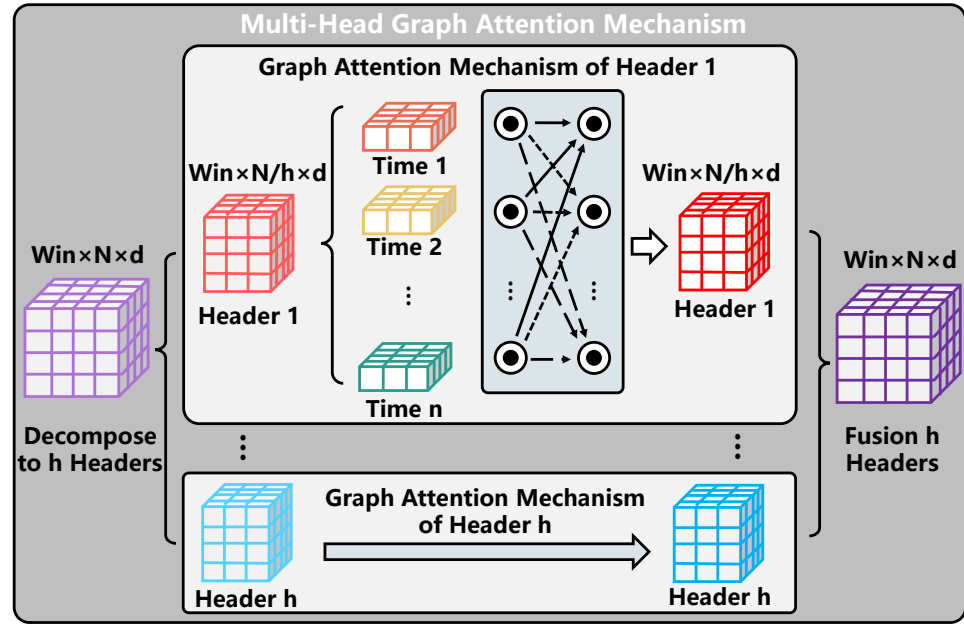 Multi-Head Graph Attention Mechanism
Graph Attention Mechanism of Header 1
Win×N×d
Decompose
to h Headers
Win×N/h×d
Header 1
Time 1
Time 2
⋮
Time n
⋮
⋮
Win×N/h×d
Header 1
⋮
⋮
Graph Attention Mechanism
of Header h
Header h
Header h
Win×N×d
Fusion h
Headers